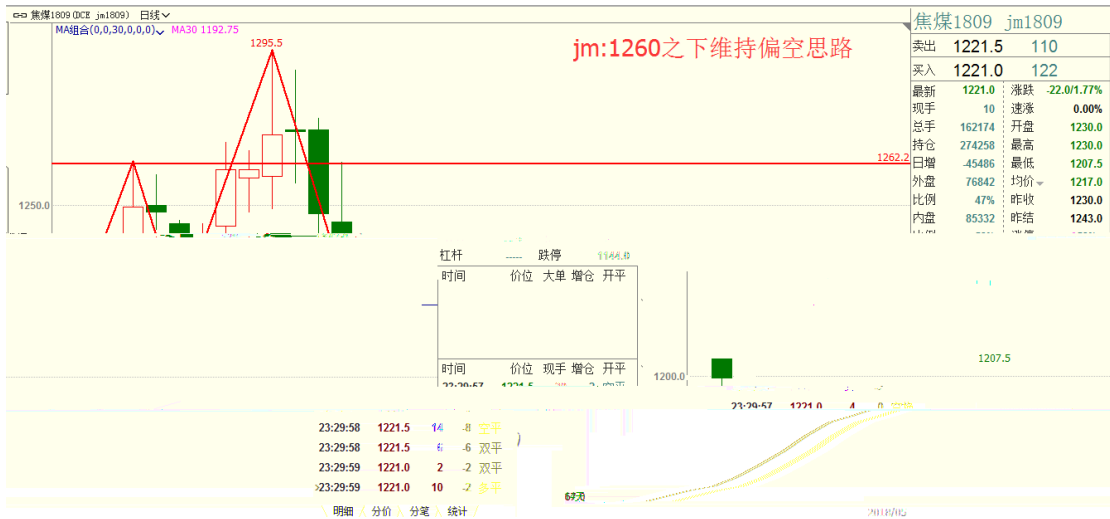 焦煤1809(DCE jm1809) 日线
MA组合(0,0,30,0,0,0) MA30 1192.75
1295.5
jm:1260之下维持偏空思路
1262.2
1250.0
焦煤1809 jm1809
卖出 1221.5 110
买入 1221.0 122
最新 1221.0 涨跌 -22.0/1.77%
现手 10 速涨 0.00%
总手 162174 开盘 1230.0
持仓 274258 最高 1230.0
日增 -45486 最低 1207.5
外盘 76842 均价 1217.0
比例 47% 昨收 1230.0
内盘 85332 昨结 1243.0
杠杆 ----- 跌停
时间 价位 大单 增仓 开平
时间 价位 现手 增仓 开平
1200.0
1207.5
23:29:57 1221.0 4
23:29:58 1221.5 14 -8 空平
23:29:58 1221.5 6 -6 双平
23:29:59 1221.0 2 -2 双平
23:29:59 1221.0 10 -2 多平
明细 分价 分笔 统计
2018/05